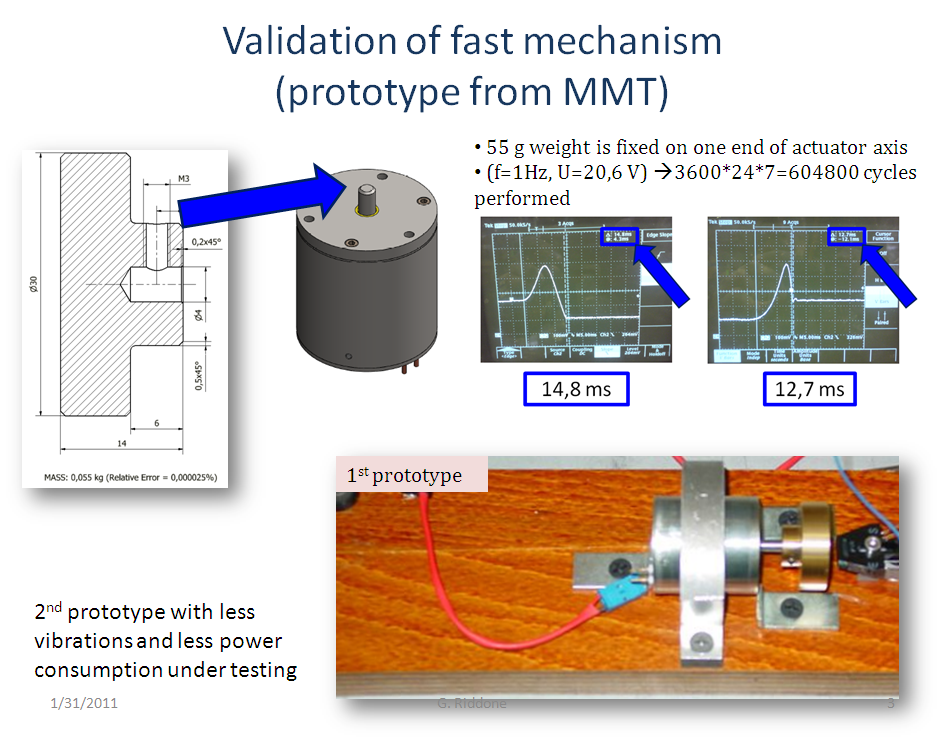 Validation of fast mechanism
(prototype from MMT)
• 55 g weight is fixed on one end of actuator axis
• (f=1Hz, U=20,6 V) →3600*24*7=604800 cycles
performed
M3
0,2x45°
Ø30
Ø4
0,5x45°
6
14
MASS: 0,055 kg (Relative Error = 0,000025%)
14,8 ms
12,7 ms
1st prototype
2nd prototype with less
vibrations and less power
consumption under testing
1/31/2011
G. Riddone
3